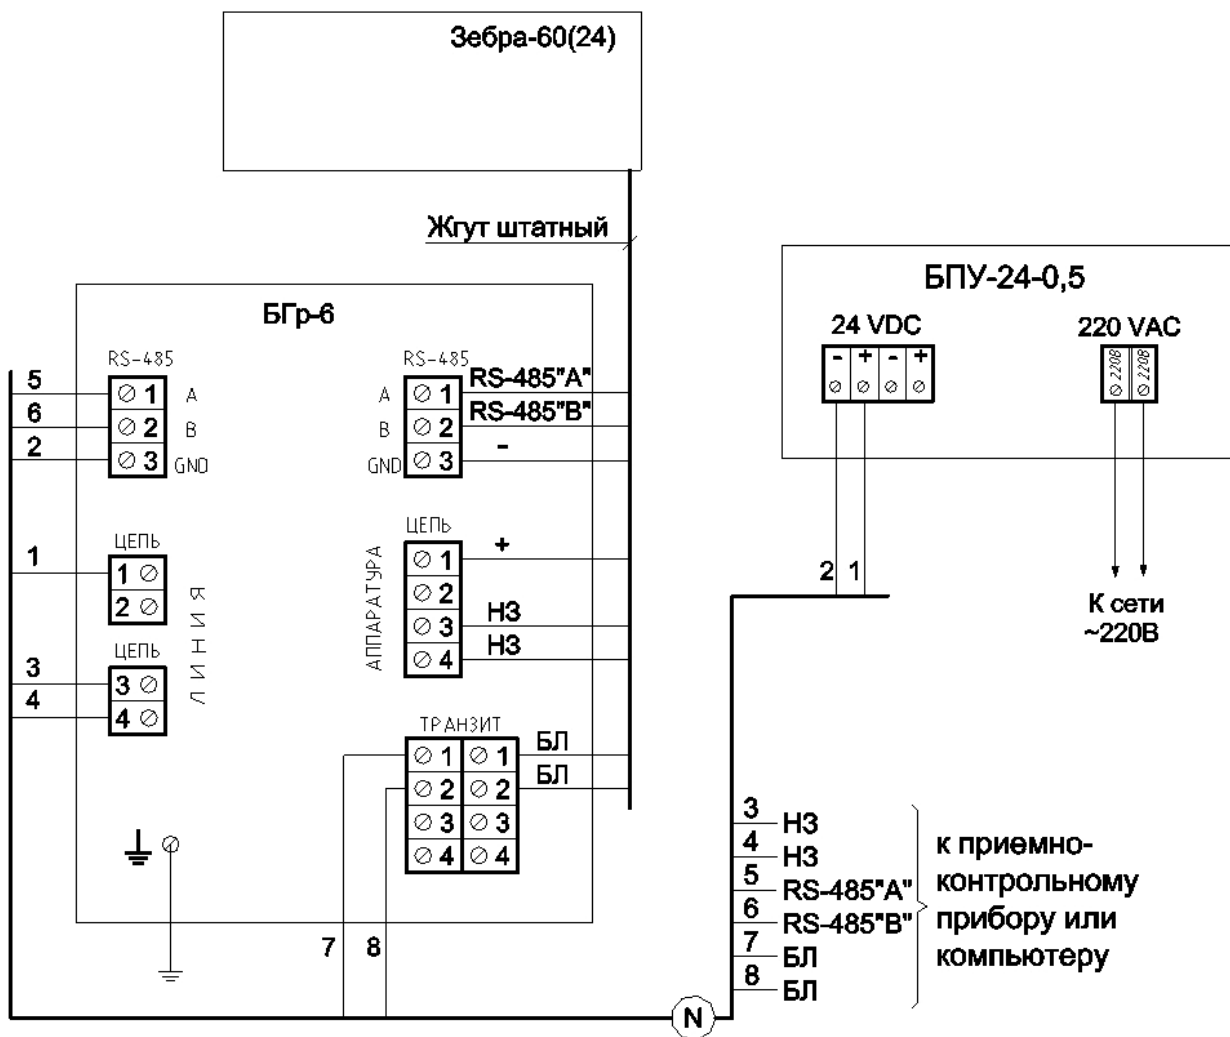 Зебра-60(24)
Жгут штатный
БГр-6
RS-485
5
1
A
6
2
B
2
3
GND
RS-485
A
1
RS-485"A"
B
2
RS-485"B"
GND
3
-
ЦЕПЬ
1
1
2
ЦЕПЬ
3
3
4
4
ЛИНИЯ
АППАРАТУРА
ЦЕПЬ
1
+
2
3
НЗ
4
НЗ
ТРАНЗИТ
1 1
БЛ
2 2
БЛ
3 3
4 4
7
8
N
БПУ-24-0,5
24 VDC
- + - +
220 VAC
220В 220В
2 1
К сети
~220В
3 НЗ
4 НЗ
5 RS-485"A"
6 RS-485"B"
7 БЛ
8 БЛ
к приемно-
контрольному
прибору или
компьютеру